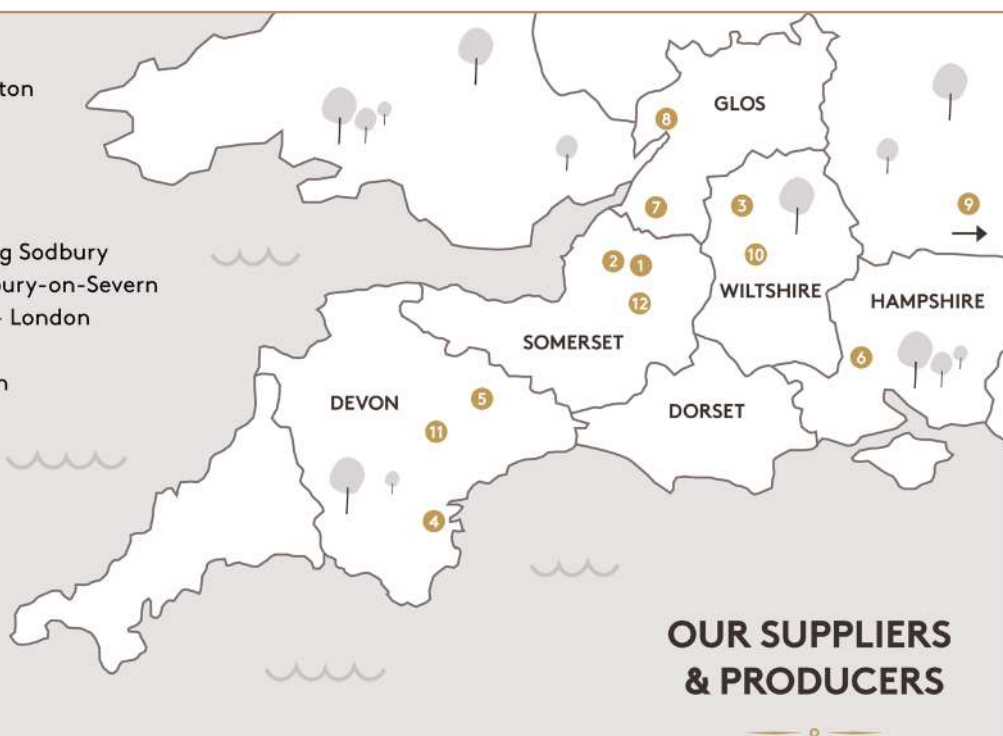 ton
g Sodbury
bury-on-Severn
London
n
GLOS
8
7
3
9
10
2
1
12
WILTSHIRE
HAMPSHIRE
SOMERSET
6
DEVON
5
DORSET
11
4
OUR SUPPLIERS
& PRODUCERS